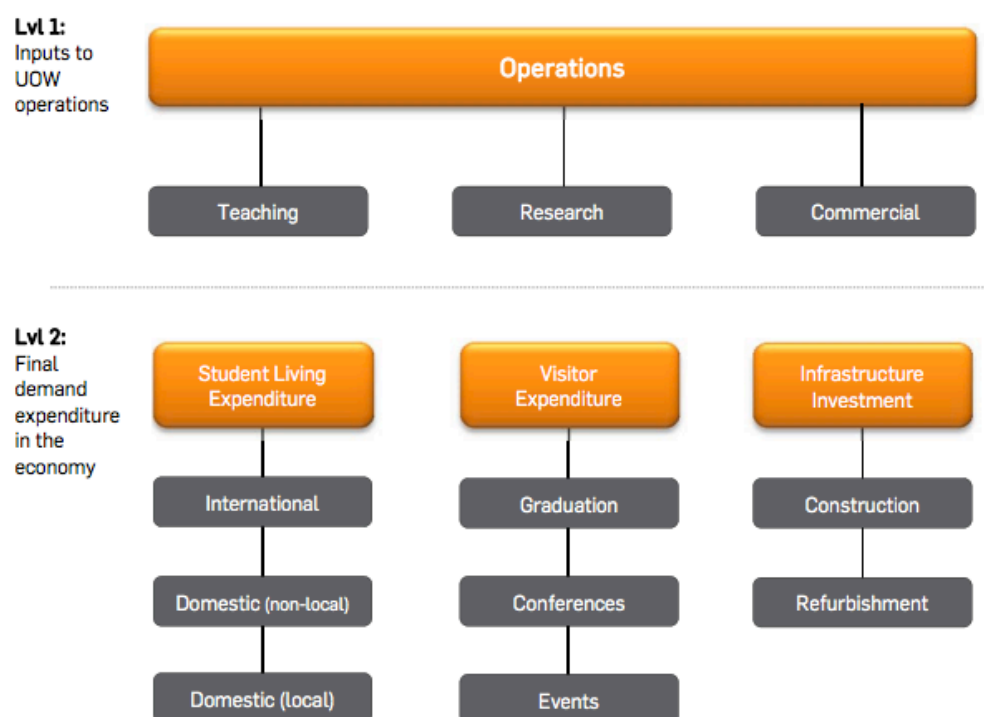 Lvl 1:
Inputs to
UOW
operations
Operations
Teaching
Research
Commercial
Lvl 2:
Final
demand
expenditure
in the
economy
Student Living
Expenditure
International
Domestic (non-local)
Domestic (local)
Visitor
Expenditure
Graduation
Conferences
Events
Infrastructure
Investment
Construction
Refurbishment